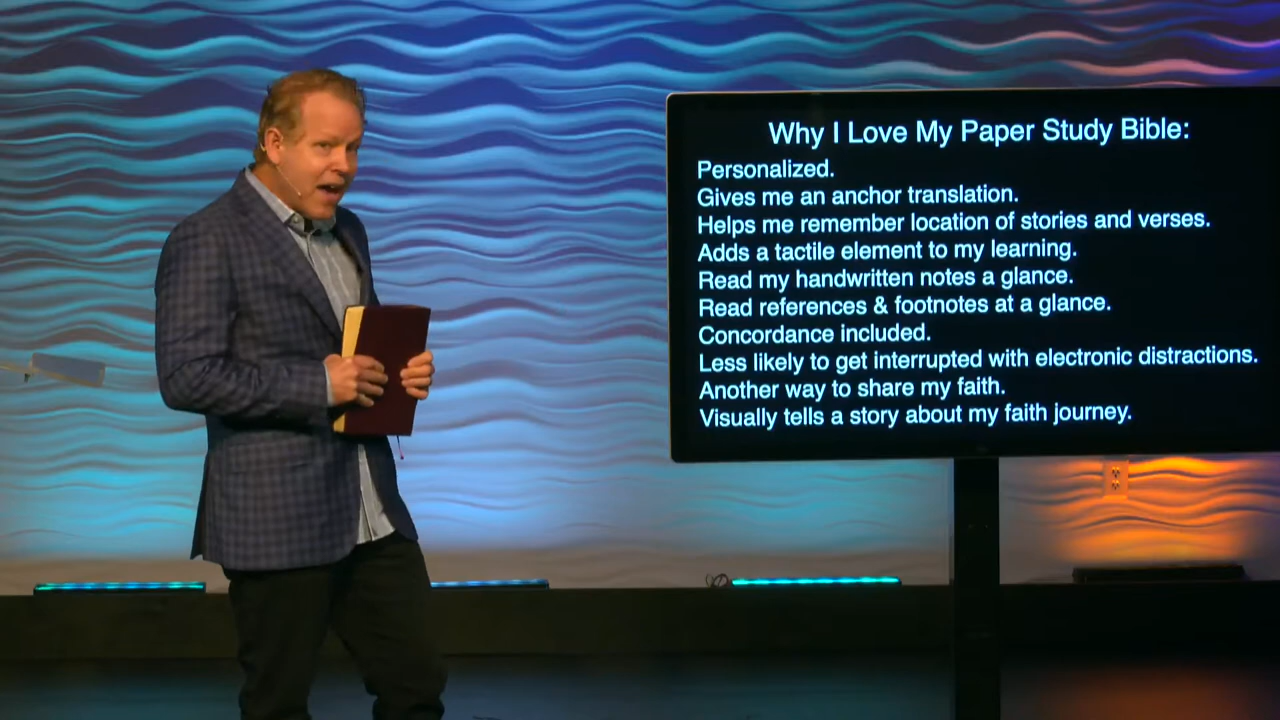 Why I Love My Paper Study Bible:
Personalized.
Gives me an anchor translation.
Helps me remember location of stories and verses.
Adds a tactile element to my learning.
Read my handwritten notes a glance.
Read references & footnotes at a glance.
Concordance included.
Less likely to get interrupted with electronic distractions.
Another way to share my faith.
Visually tells a story about my faith journey.